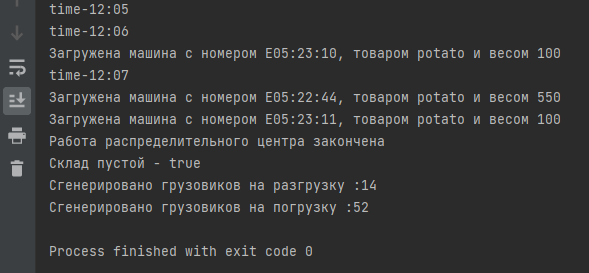 time-12:05
time-12:06
Загружена машина с номером E05:23:10, товаром potato и весом 100
time-12:07
Загружена машина с номером E05:22:44, товаром potato и весом 550
Загружена машина с номером E05:23:11, товаром potato и весом 100
Работа распределительного центра закончена
Склад пустой - true
Сгенерировано грузовиков на разгрузку :14
Сгенерировано грузовиков на погрузку :52
Process finished with exit code 0